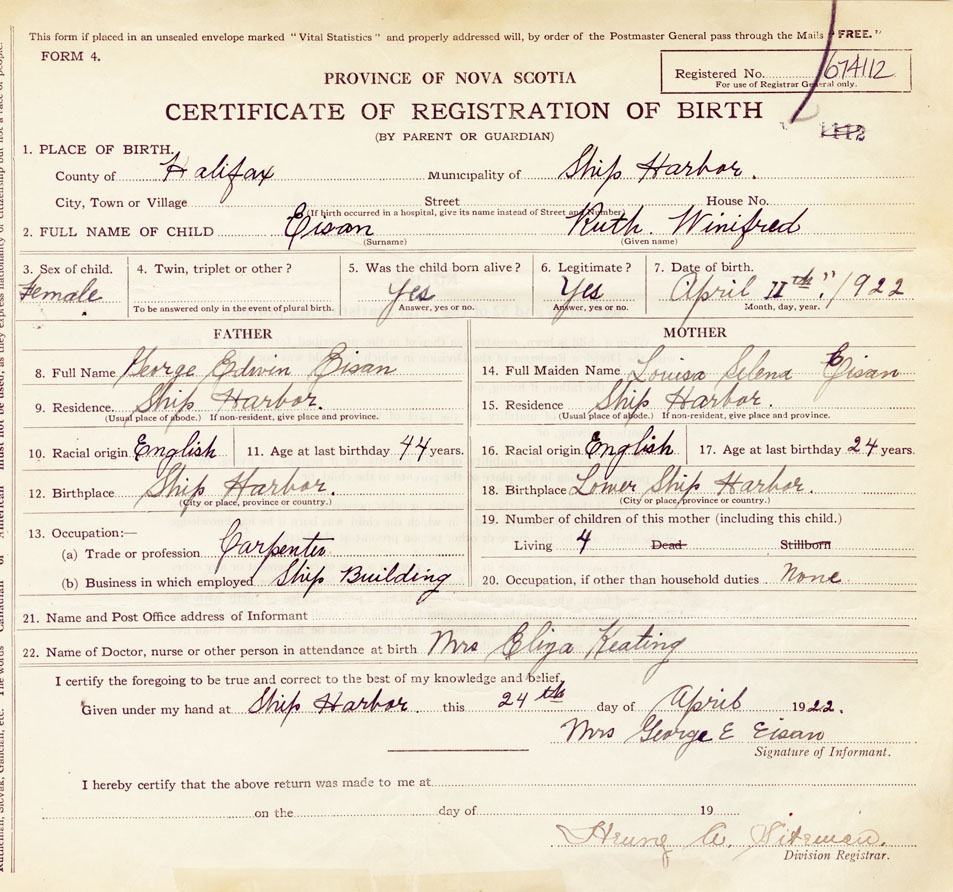 This form if placed in an unsealed envelope marked "Vital Statistics" and properly addressed will, by order of the Postmaster General pass through the Mails "FREE."
FORM 4.
Registered No. 674112
For use of Registrar General only.
PROVINCE OF NOVA SCOTIA
CERTIFICATE OF REGISTRATION OF BIRTH
(BY PARENT OR GUARDIAN)
1. PLACE OF BIRTH.
County of Halifax Municipality of Ship Harbor.
City, Town or Village Street House No.
(If birth occurred in a hospital, give its name instead of Street and Number)
2. FULL NAME OF CHILD Eisan Ruth Winifred
(Surname) (Given name)
3. Sex of child. 4. Twin, triplet or other? 5. Was the child born alive? 6. Legitimate? 7. Date of birth.
Female Yes Yes April 11th 1922
To be answered only in the event of plural birth. Answer, yes or no. Answer, yes or no. Month, day, year.
FATHER
8. Full Name George Edwin Eisan
9. Residence. Ship Harbor.
(Usual place of abode.) If non-resident, give place and province.
10. Racial origin English 11. Age at last birthday 44 years.
12. Birthplace Ship Harbor.
(City or place, province or country.)
13. Occupation:—
(a) Trade or profession Carpenter
(b) Business in which employed Ship Building
MOTHER
14. Full Maiden Name Louisa Selena Eisan
15. Residence Ship Harbor.
(Usual place of abode.) If non-resident, give place and province.
16. Racial origin English 17. Age at last birthday 24 years.
18. Birthplace Lower Ship Harbor.
(City or place, province or country.)
19. Number of children of this mother (including this child.)
Living 4 Dead Stillborn
20. Occupation, if other than household duties None
21. Name and Post Office address of Informant
22. Name of Doctor, nurse or other person in attendance at birth Mrs Eliza Keating
I certify the foregoing to be true and correct to the best of my knowledge and belief.
Given under my hand at Ship Harbor. this 24th day of April 1922.
Mrs George E Eisan
Signature of Informant.
I hereby certify that the above return was made to me at
on the day of 19
Division Registrar.